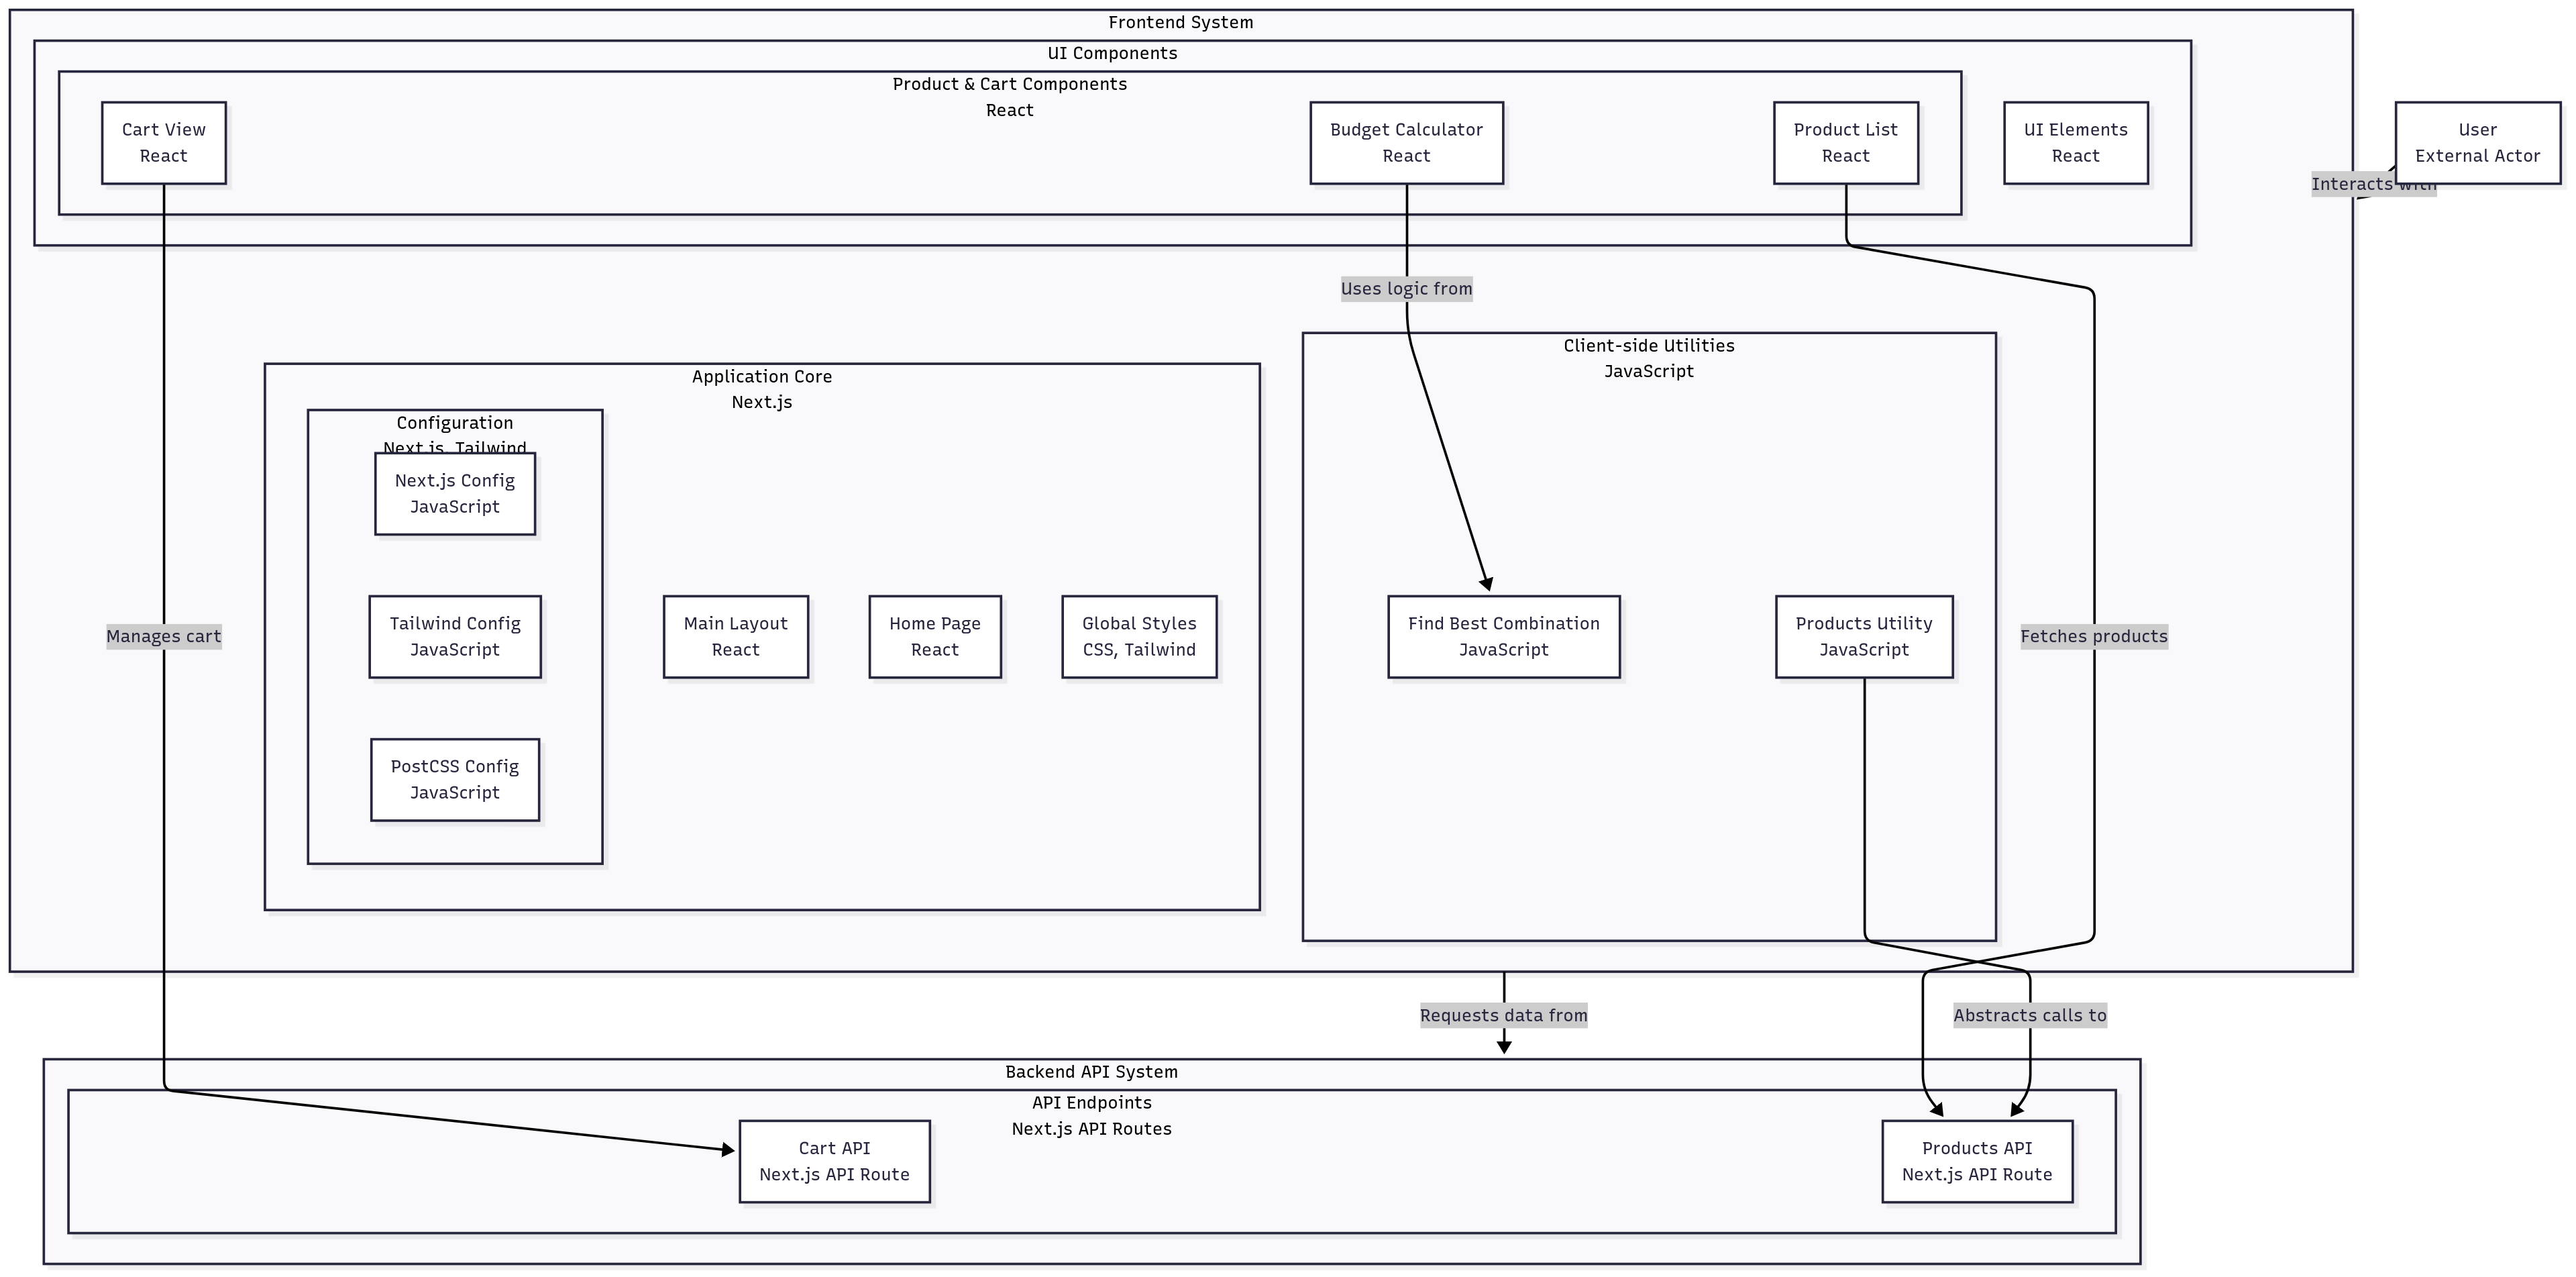 Frontend System
UI Components
Product & Cart Components
React
Cart View
React
Budget Calculator
React
Product List
React
UI Elements
React
User
External Actor
Interacts with
Uses logic from
Client-side Utilities
JavaScript
Application Core
Next.js
Configuration
Next.js, Tailwind
Next.js Config
JavaScript
Tailwind Config
JavaScript
PostCSS Config
JavaScript
Main Layout
React
Home Page
React
Global Styles
CSS, Tailwind
Find Best Combination
JavaScript
Products Utility
JavaScript
Manages cart
Fetches products
Requests data from
Abstracts calls to
Backend API System
API Endpoints
Next.js API Routes
Cart API
Next.js API Route
Products API
Next.js API Route